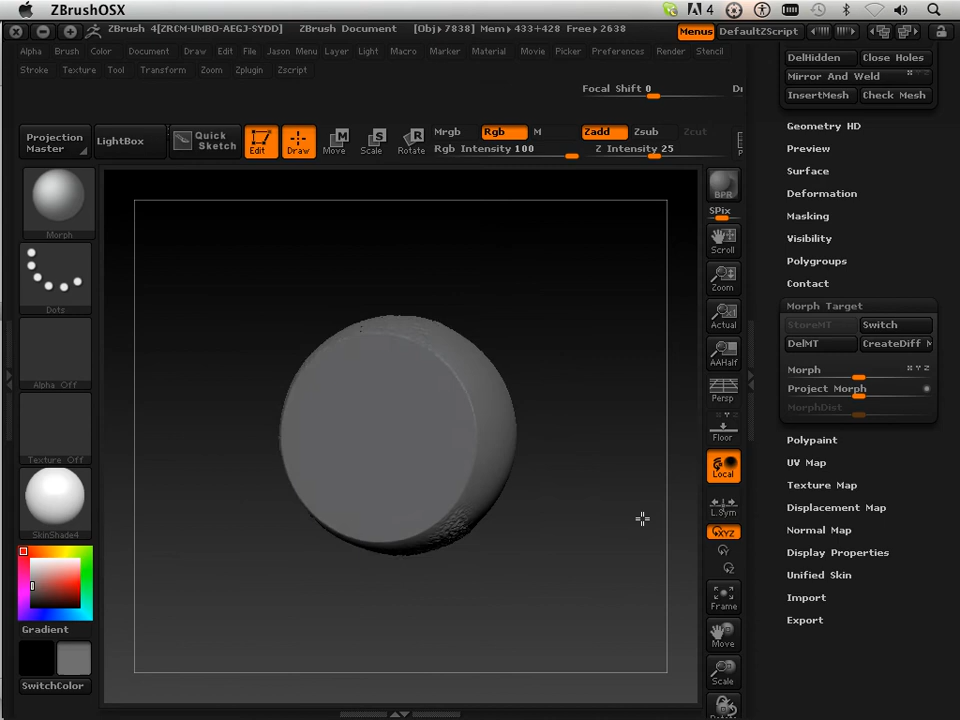 ZBrushOSX
4
ZBrush 4[ZRCM-UMBO-AEGJ-SYDD]
ZBrush Document
[Obj+]7838] Mem+433+428] Free+2638
Menus
DefaultZScript
Alpha Brush Color Document Draw Edit File Jason Menu Layer Light Macro Marker Material Movie Picker Preferences Render Stencil
Stroke Texture Tool Transform Zoom Zplugin Zscript
Focal Shift 0
Projection
Master
LightBox
Quick
Sketch
Edit
Draw
Move
Scale
Rotate
Mrgb
Rgb
M
Rgb Intensity 100
Zadd
Zsub
Zcut
Z Intensity 25
Morph
Dots
Alpha Off
Texture Off
SkinShade4
Gradient
SwitchColor
BPR
SPix
Scroll
Zoom
Actual
AAHalf
Persp
Floor
Local
L.Sym
XYZ
Y
Z
Frame
Move
Scale
DelHidden
Close Holes
Mirror And Weld
InsertMesh
Check Mesh
Geometry HD
Preview
Surface
Deformation
Masking
Visibility
Polygroups
Contact
Morph Target
StoreMT
Switch
DelMT
CreateDiff M
Morph
X Y Z
Project Morph
MorphDist
Polypaint
UV Map
Texture Map
Displacement Map
Normal Map
Display Properties
Unified Skin
Import
Export